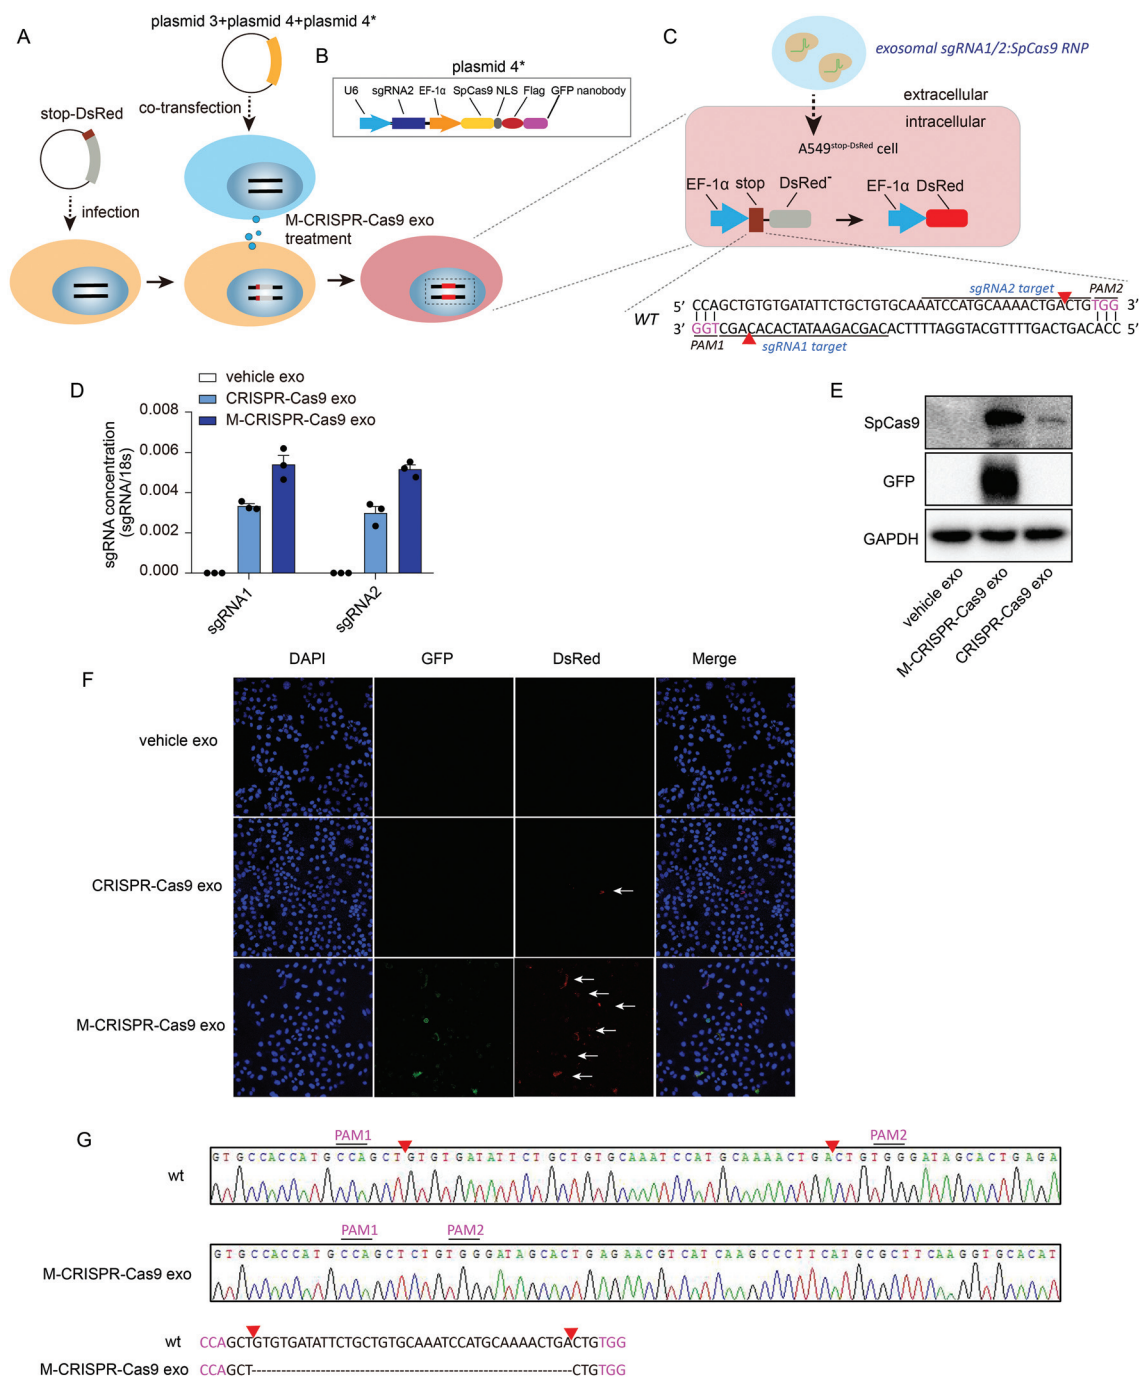 A
plasmid 3+plasmid 4+plasmid 4*
stop-DsRed
co-transfection
infection
M-CRISPR-Cas9 exo
treatment
B
plasmid 4*
U6 sgRNA2 EF-1α SpCas9 NLS Flag GFP nanobody
C
exosomal sgRNA1/2:SpCas9 RNP
extracellular
intracellular
A549stop-DsRed cell
EF-1α stop DsRed-
EF-1α DsRed
sgRNA2 target PAM2
WT
5' CCAGCTGTGTGATATTCTGCTGTGCAAATCCATGCAAAACTGACTGTGG 3'
3' GGTCGACACACTATAAGACGACACTTTTAGGTACGTTTTGACTGACACC 5'
PAM1 sgRNA1 target
D
vehicle exo
CRISPR-Cas9 exo
M-CRISPR-Cas9 exo
sgRNA concentration
(sgRNA/18s)
0.008
0.006
0.004
0.002
0.000
sgRNA1
sgRNA2
E
SpCas9
GFP
GAPDH
vehicle exo
M-CRISPR-Cas9 exo
CRISPR-Cas9 exo
F
DAPI GFP DsRed Merge
vehicle exo
CRISPR-Cas9 exo
M-CRISPR-Cas9 exo
G
PAM1 PAM2
wt
GTGCCACCATGCCAGCTGTGTGATATTCTGCTGTGCAAATCCATGCAAAACTGACTGTGGGATAGCACTGAGA
PAM1 PAM2
M-CRISPR-Cas9 exo
GTGCCACCATGCCAGCTCTGTGGGATAGCACTGAGAACGTCATCAAGCCCTTCATGCGCTTCAAGGTGCACAT
wt CCAGCTGTGTGATATTCTGCTGTGCAAATCCATGCAAAACTGACTGTGG
M-CRISPR-Cas9 exo CCAGCT--------------------------------------CTGTGG